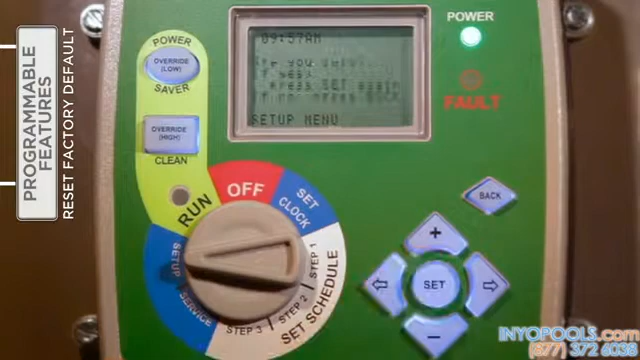 PROGRAMMABLE
FEATURES
RESET FACTORY DEFAULT
POWER
OVERRIDE
(LOW)
SAVER
OVERRIDE
(HIGH)
CLEAN
09:57AM
SETUP MENU
POWER
FAULT
RUN
OFF
SET
CLOCK
STEP 1
STEP 2
STEP 3
SET SCHEDULE
SERVICE
SETUP
BACK
+
SET
−
INYOPOOLS.com
(877) 372 6038